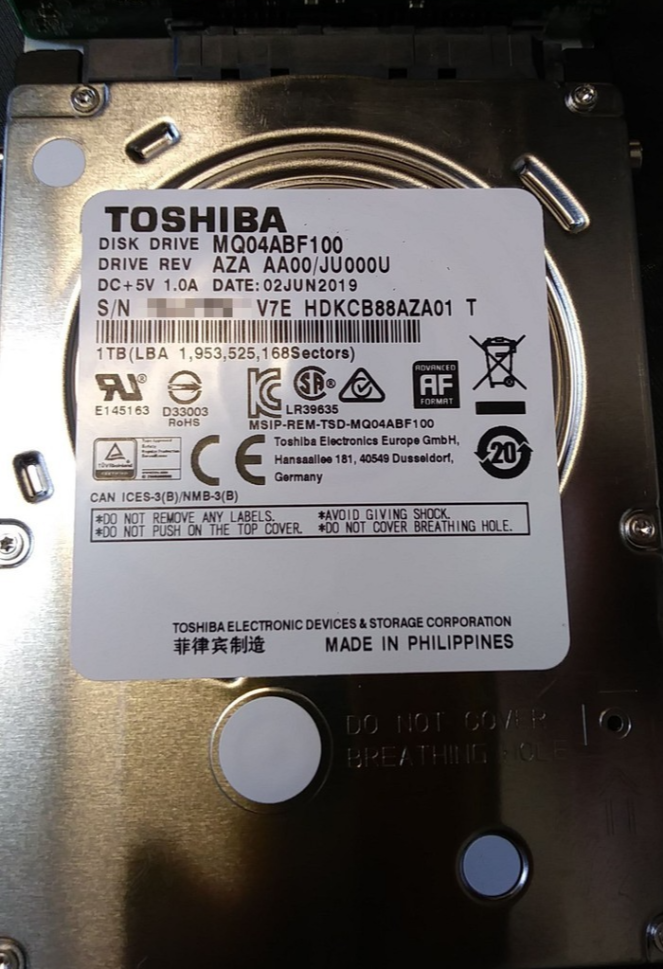 TOSHIBA
DISK DRIVE MQ04ABF100
DRIVE REV AZA AA00/JU000U
DC+5V 1.0A DATE:02JUN2019
S/N V7E HDKCB88AZA01 T
1TB(LBA 1,953,525,168Sectors)
E145163 D33003 RoHS LR39635
ADVANCED AF FORMAT
MSIP-REM-TSD-MQ04ABF100
CE
Toshiba Electronics Europe GmbH,
Hansaallee 181, 40549 Dusseldorf,
Germany
20
CAN ICES-3(B)/NMB-3(B)
*DO NOT REMOVE ANY LABELS. *AVOID GIVING SHOCK.
*DO NOT PUSH ON THE TOP COVER. *DO NOT COVER BREATHING HOLE.
TOSHIBA ELECTRONIC DEVICES & STORAGE CORPORATION
菲律宾制造 MADE IN PHILIPPINES
DO NOT COVER
BREATHING HOLE